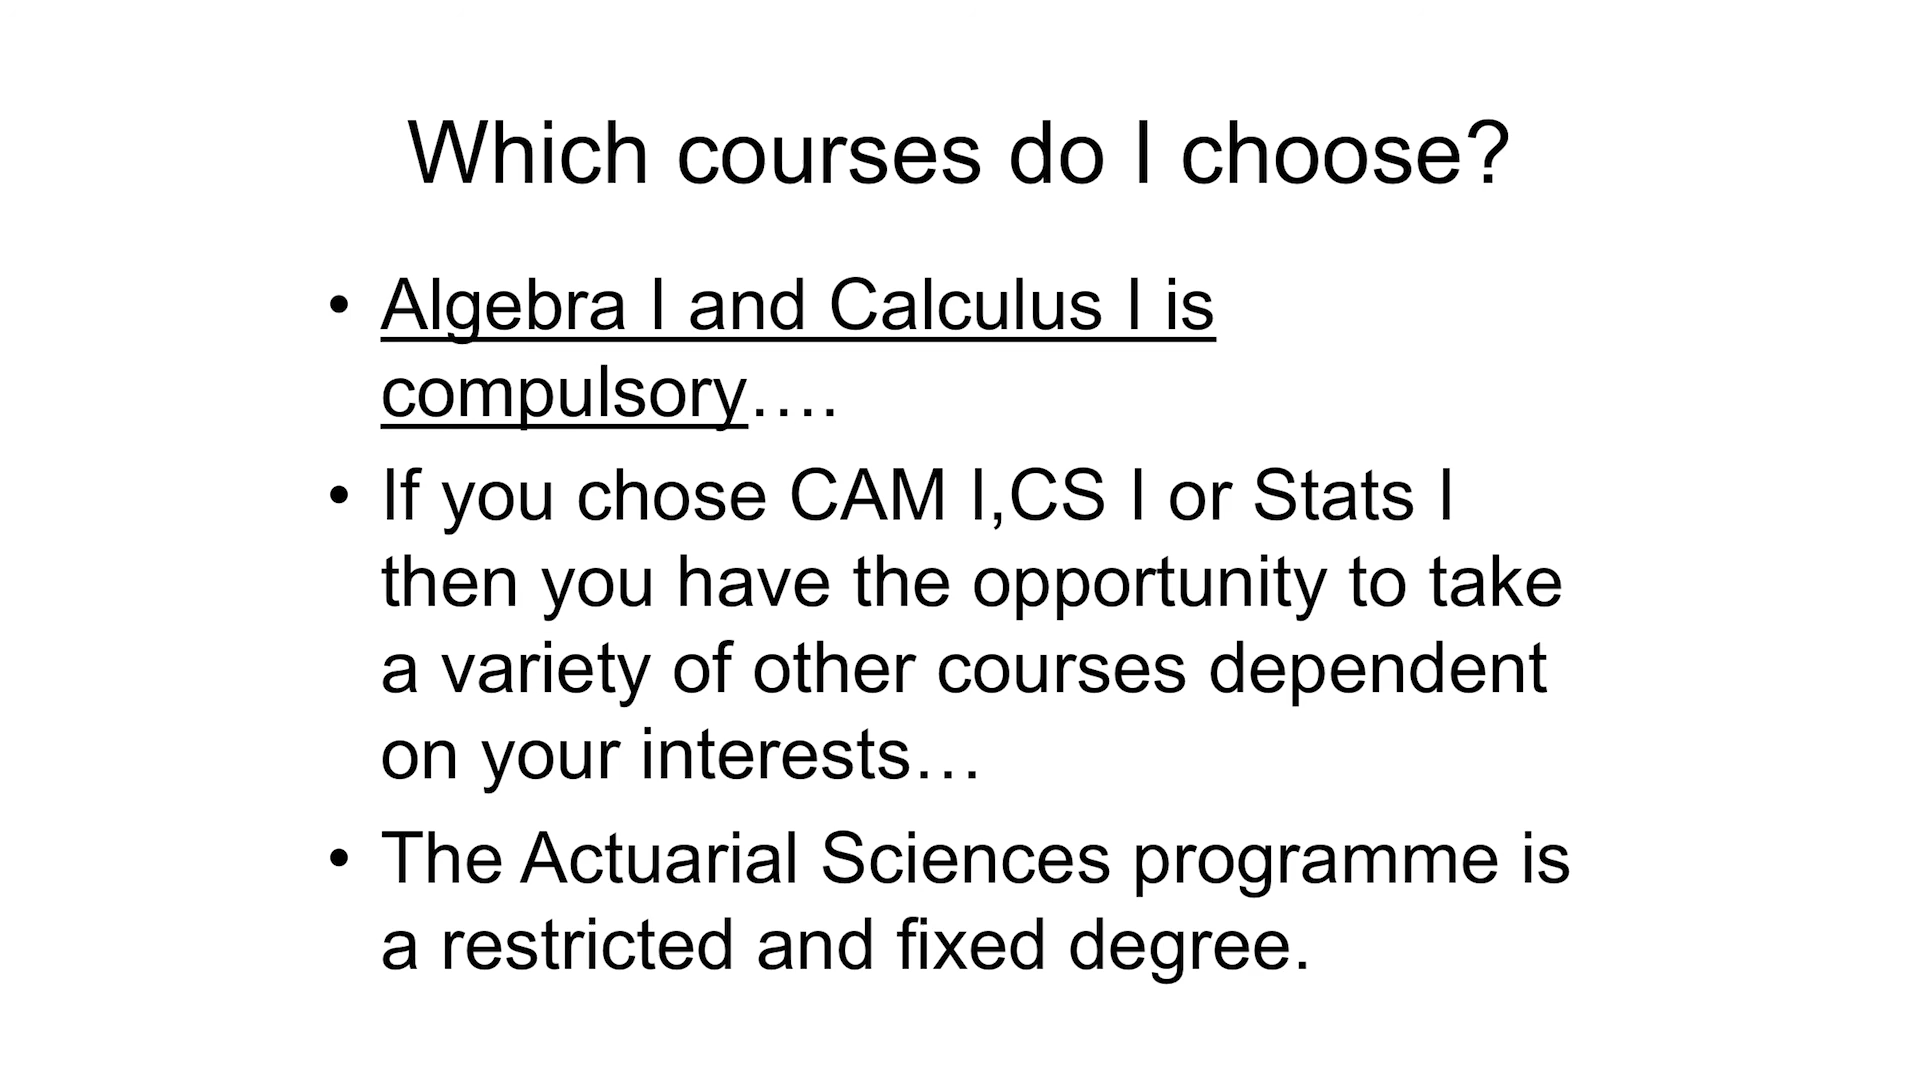 Which courses do I choose?
• Algebra I and Calculus I is
compulsory….
• If you chose CAM I,CS I or Stats I
then you have the opportunity to take
a variety of other courses dependent
on your interests…
• The Actuarial Sciences programme is
a restricted and fixed degree.